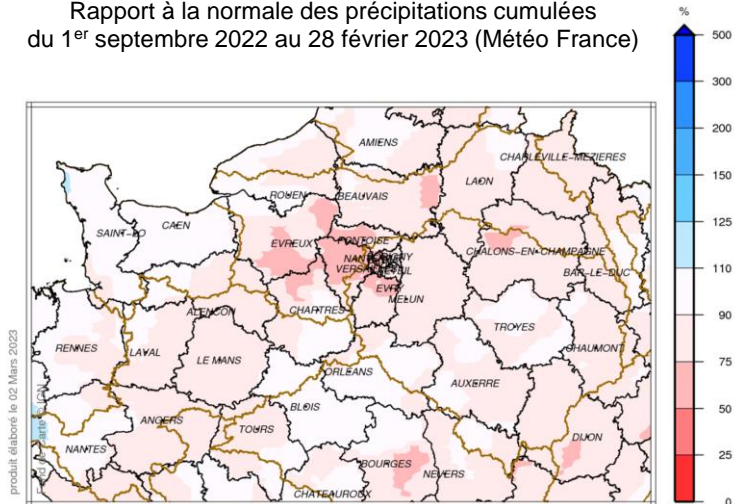 Rapport à la normale des précipitations cumulées
du 1er septembre 2022 au 28 février 2023 (Météo France)
%
500
300
200
150
125
110
90
75
50
25
0
AMIENS
CHARLEVILLE-MEZIERES
LAON
ROUEN
BEAUVAIS
SAINT-LO
CAEN
EVREUX
PONTOISE
CHALONS-EN-CHAMPAGNE
BAR-LE-DUC
EVRY
MELUN
ALENCON
CHARTRES
TROYES
RENNES
LAVAL
LE MANS
CHAUMONT
ORLEANS
AUXERRE
BLOIS
ANGERS
TOURS
DIJON
NANTES
BOURGES
NEVERS
CHATEAUROUX
produit élaboré le 02 Mars 2023